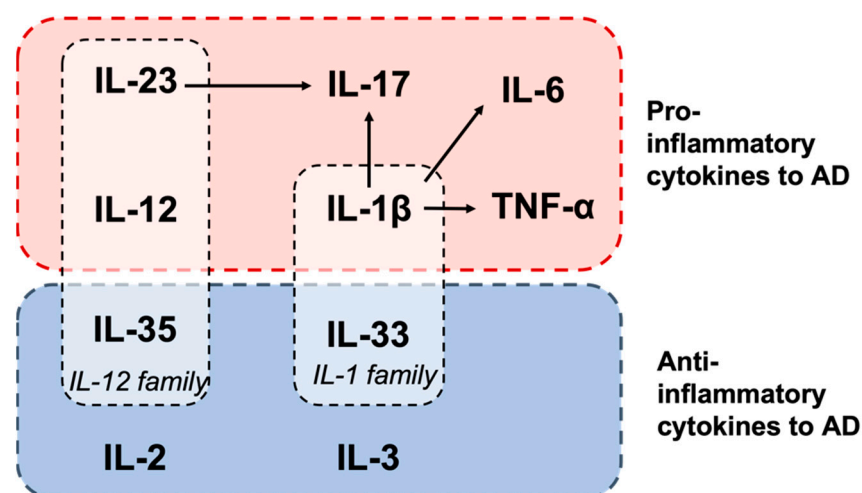 IL-23
IL-17
IL-6
IL-12
IL-1β
TNF-α
Pro-
inflammatory
cytokines to AD
IL-35
IL-12 family
IL-33
IL-1 family
IL-2
IL-3
Anti-
inflammatory
cytokines to AD